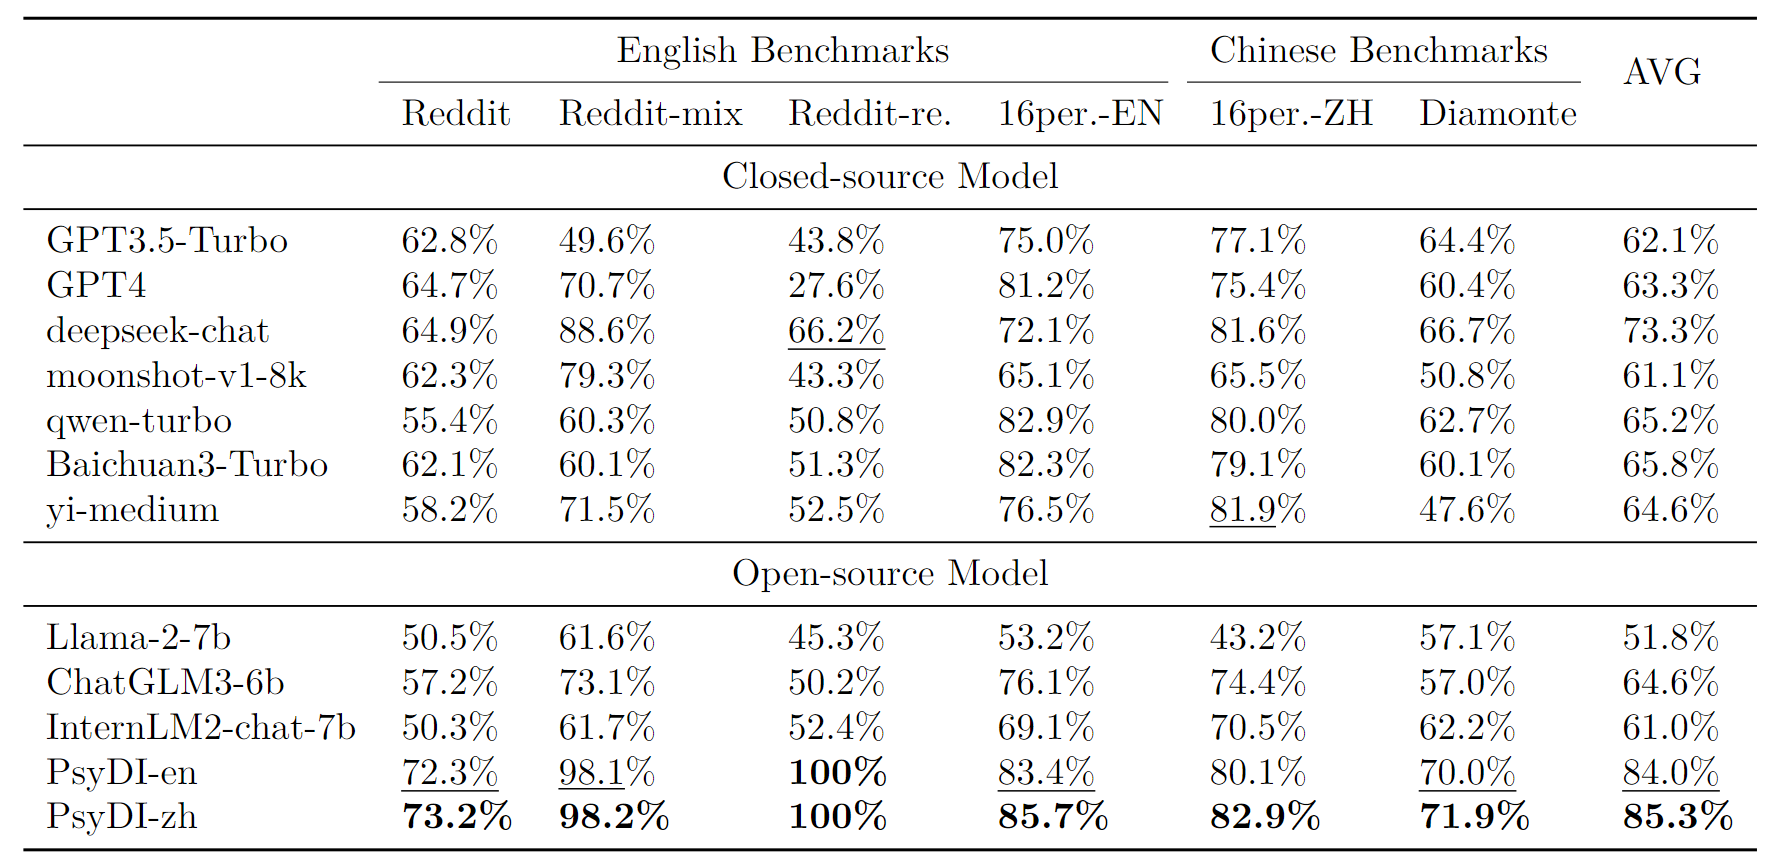 English Benchmarks Chinese Benchmarks AVG
Reddit Reddit-mix Reddit-re. 16per.-EN 16per.-ZH Diamonte
Closed-source Model
GPT3.5-Turbo 62.8% 49.6% 43.8% 75.0% 77.1% 64.4% 62.1%
GPT4 64.7% 70.7% 27.6% 81.2% 75.4% 60.4% 63.3%
deepseek-chat 64.9% 88.6% 66.2% 72.1% 81.6% 66.7% 73.3%
moonshot-v1-8k 62.3% 79.3% 43.3% 65.1% 65.5% 50.8% 61.1%
qwen-turbo 55.4% 60.3% 50.8% 82.9% 80.0% 62.7% 65.2%
Baichuan3-Turbo 62.1% 60.1% 51.3% 82.3% 79.1% 60.1% 65.8%
yi-medium 58.2% 71.5% 52.5% 76.5% 81.9% 47.6% 64.6%
Open-source Model
Llama-2-7b 50.5% 61.6% 45.3% 53.2% 43.2% 57.1% 51.8%
ChatGLM3-6b 57.2% 73.1% 50.2% 76.1% 74.4% 57.0% 64.6%
InternLM2-chat-7b 50.3% 61.7% 52.4% 69.1% 70.5% 62.2% 61.0%
PsyDI-en 72.3% 98.1% 100% 83.4% 80.1% 70.0% 84.0%
PsyDI-zh 73.2% 98.2% 100% 85.7% 82.9% 71.9% 85.3%